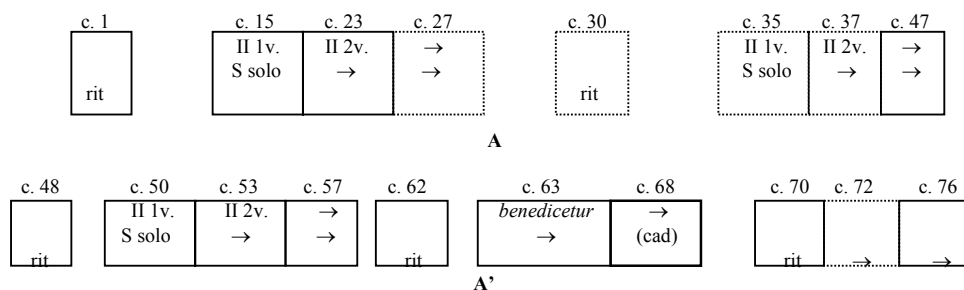 c. 1 c. 15 c. 23 c. 27 c. 30 c. 35 c. 37 c. 47
II 1v. II 2v. → II 1v. II 2v. →
S solo → → S solo → →
rit rit
A
c. 48 c. 50 c. 53 c. 57 c. 62 c. 63 c. 68 c. 70 c. 72 c. 76
II 1v. II 2v. → benedicetur →
S solo → → → (cad)
rit rit rit → →
A’